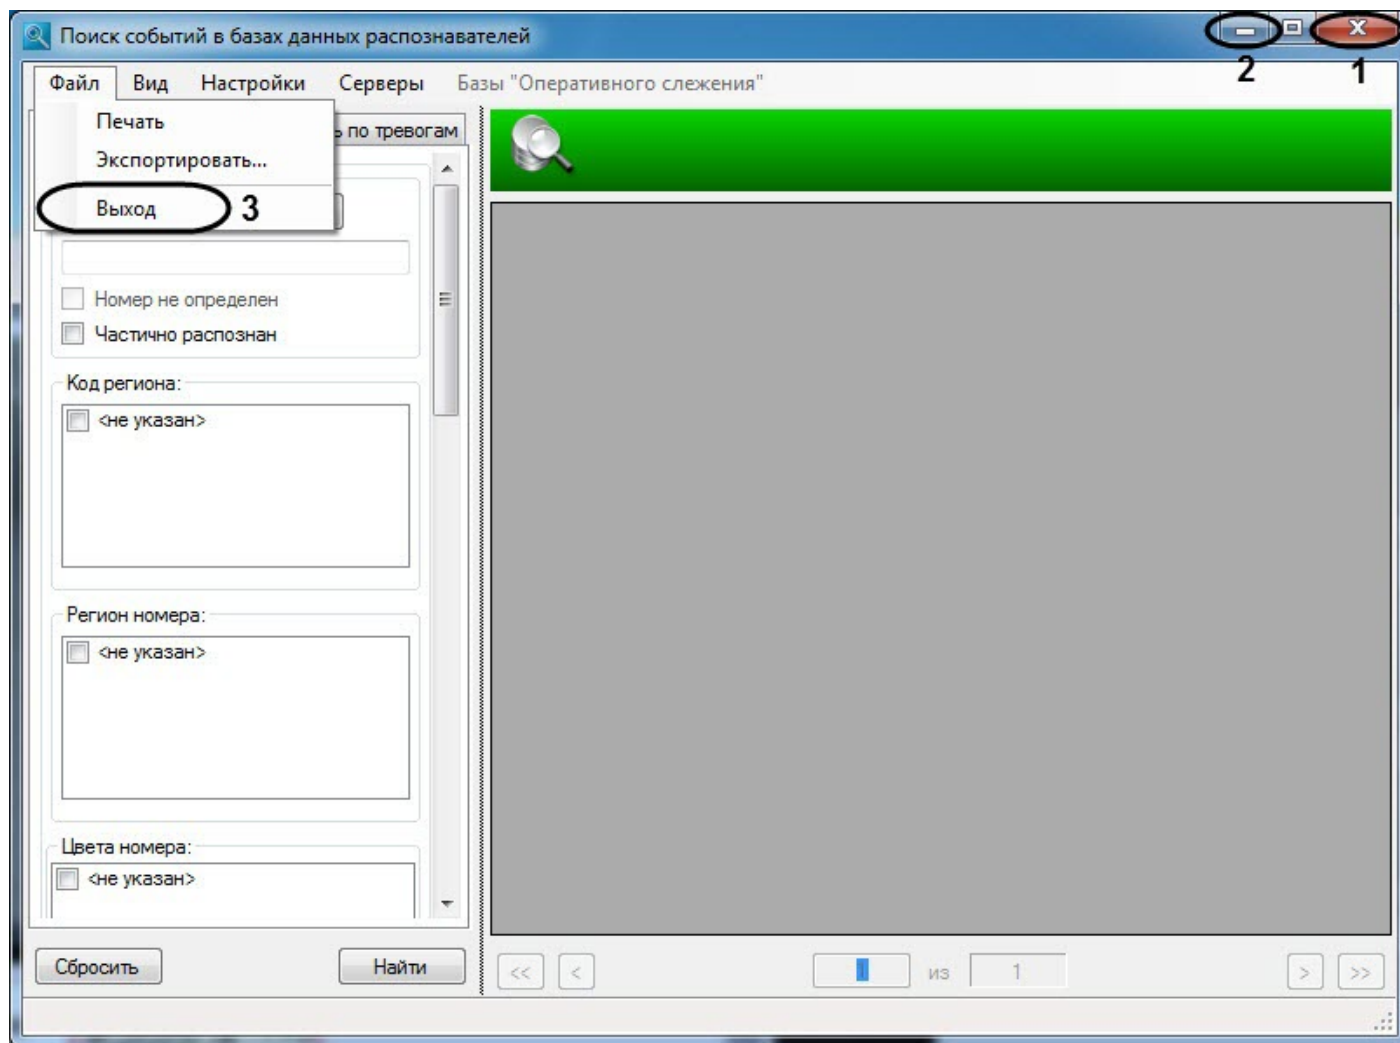 Поиск событий в базах данных распознавателей
2
1
Файл Вид Настройки Серверы Базы "Оперативного слежения"
Печать
по тревогам
Экспортировать...
Выход
3
Номер не определен
Частично распознан
Код региона:
<не указан>
Регион номера:
<не указан>
Цвета номера:
<не указан>
Сбросить Найти << < 1 из 1 > >>